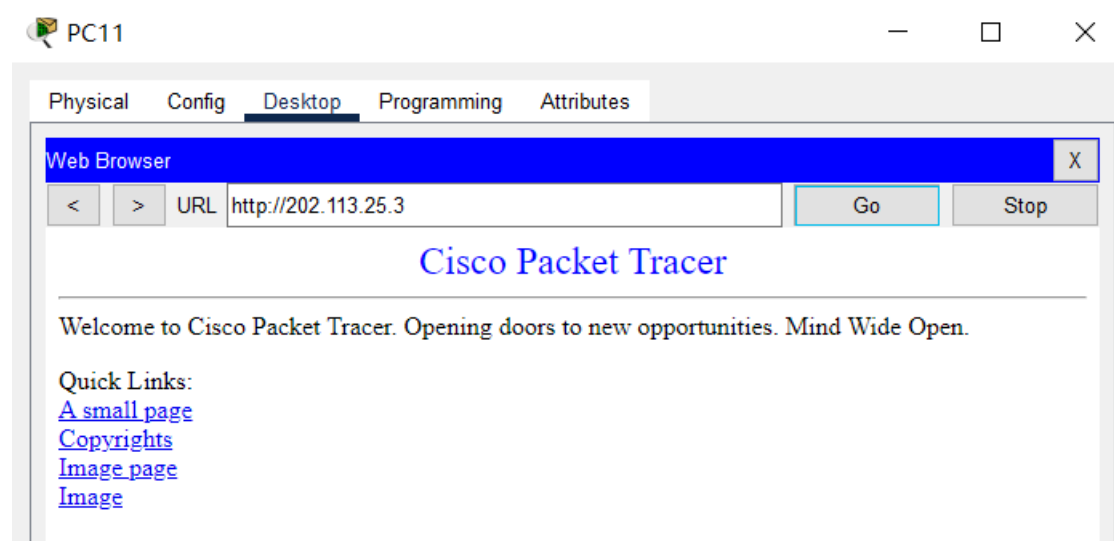 PC11
Physical Config Desktop Programming Attributes
Web Browser X
< > URL http://202.113.25.3 Go Stop
Cisco Packet Tracer
Welcome to Cisco Packet Tracer. Opening doors to new opportunities. Mind Wide Open.
Quick Links:
A small page
Copyrights
Image page
Image